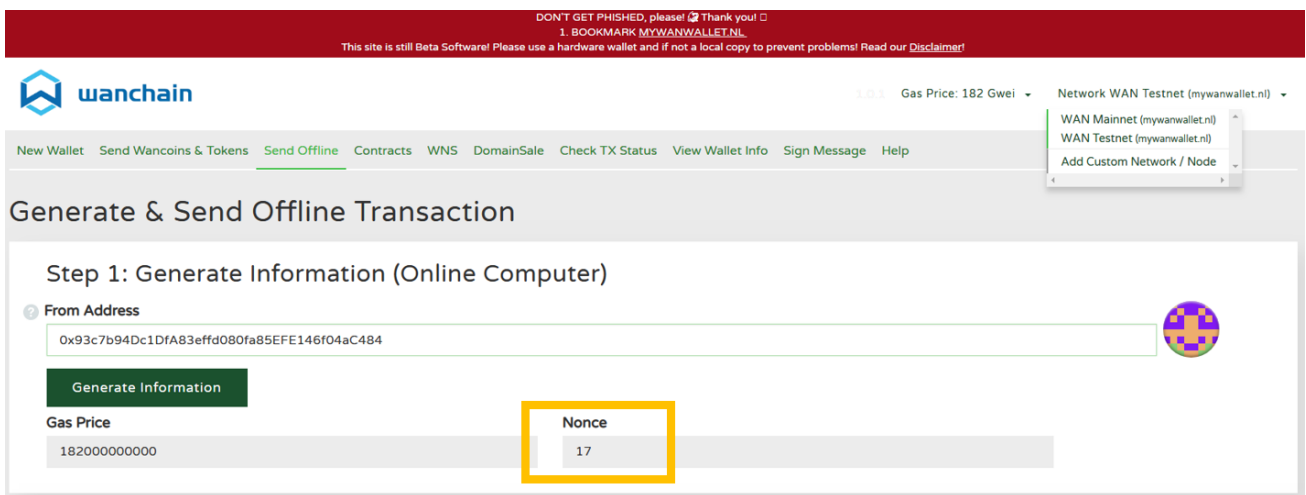 DON'T GET PHISHED, please! Thank you!
1. BOOKMARK MYWANWALLET.NL
This site is still Beta Software! Please use a hardware wallet and if not a local copy to prevent problems! Read our Disclaimer!
wanchain
1.0.1 Gas Price: 182 Gwei Network WAN Testnet (mywanwallet.nl)
WAN Mainnet (mywanwallet.nl)
WAN Testnet (mywanwallet.nl)
Add Custom Network / Node
New Wallet Send Wancoins & Tokens Send Offline Contracts WNS DomainSale Check TX Status View Wallet Info Sign Message Help
Generate & Send Offline Transaction
Step 1: Generate Information (Online Computer)
? From Address
0x93c7b94Dc1DfA83effd080fa85EFE146f04aC484
Generate Information
Gas Price Nonce
182000000000 17